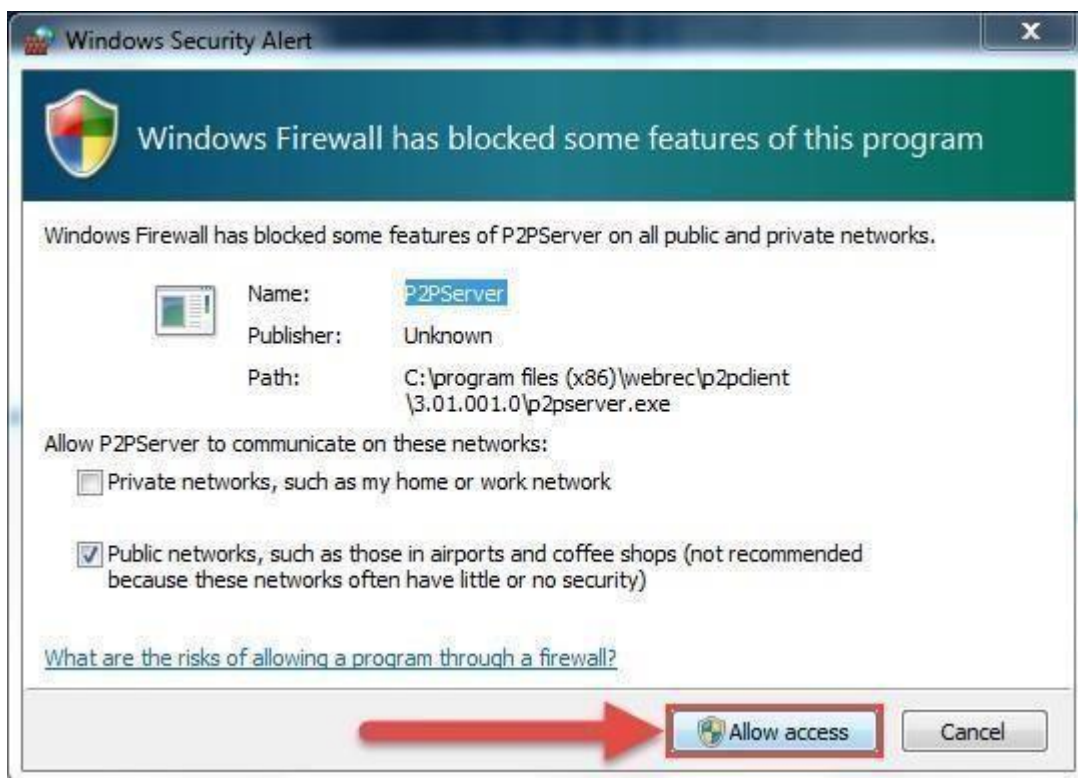 Windows Security Alert
x
Windows Firewall has blocked some features of this program
Windows Firewall has blocked some features of P2PServer on all public and private networks.
Name: P2PServer
Publisher: Unknown
Path: C:\program files (x86)\webrec\p2pclient
\3.01.001.0\p2pserver.exe
Allow P2PServer to communicate on these networks:
Private networks, such as my home or work network
Public networks, such as those in airports and coffee shops (not recommended
because these networks often have little or no security)
What are the risks of allowing a program through a firewall?
Allow access Cancel